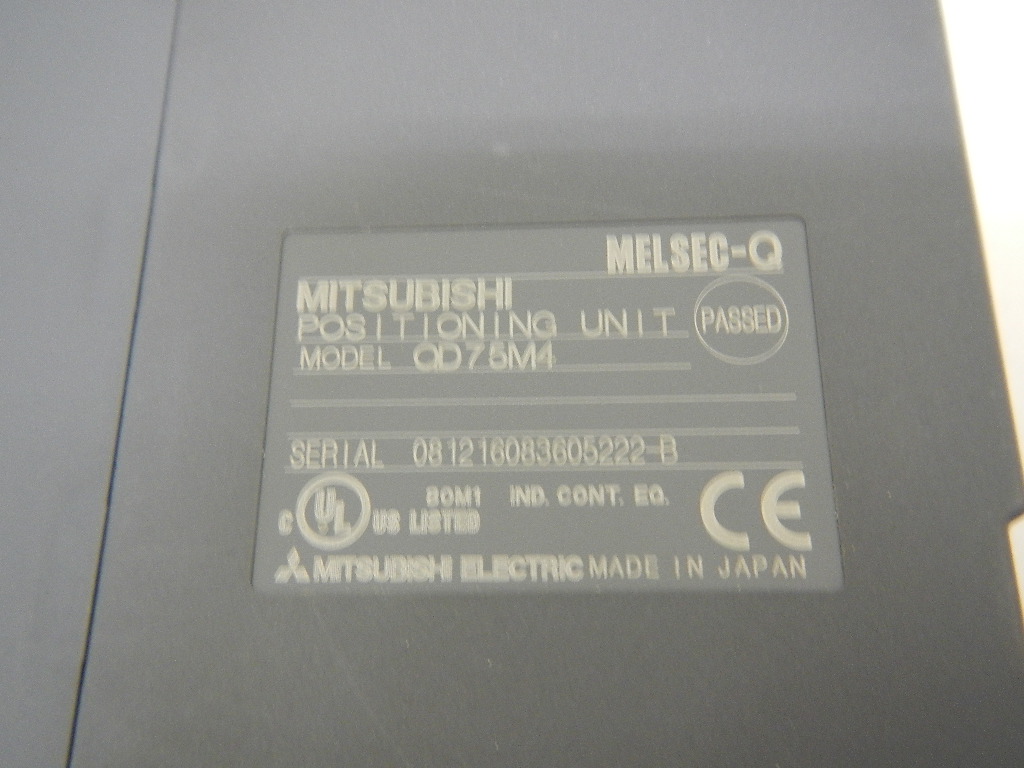 MELSEC-Q
MITSUBISHI
POSITIONING UNIT
PASSED
MODEL QD75M4
SERIAL 081216083605222-B
C UL US LISTED
80M1 IND. CONT. EQ.
CE
MITSUBISHI ELECTRIC MADE IN JAPAN